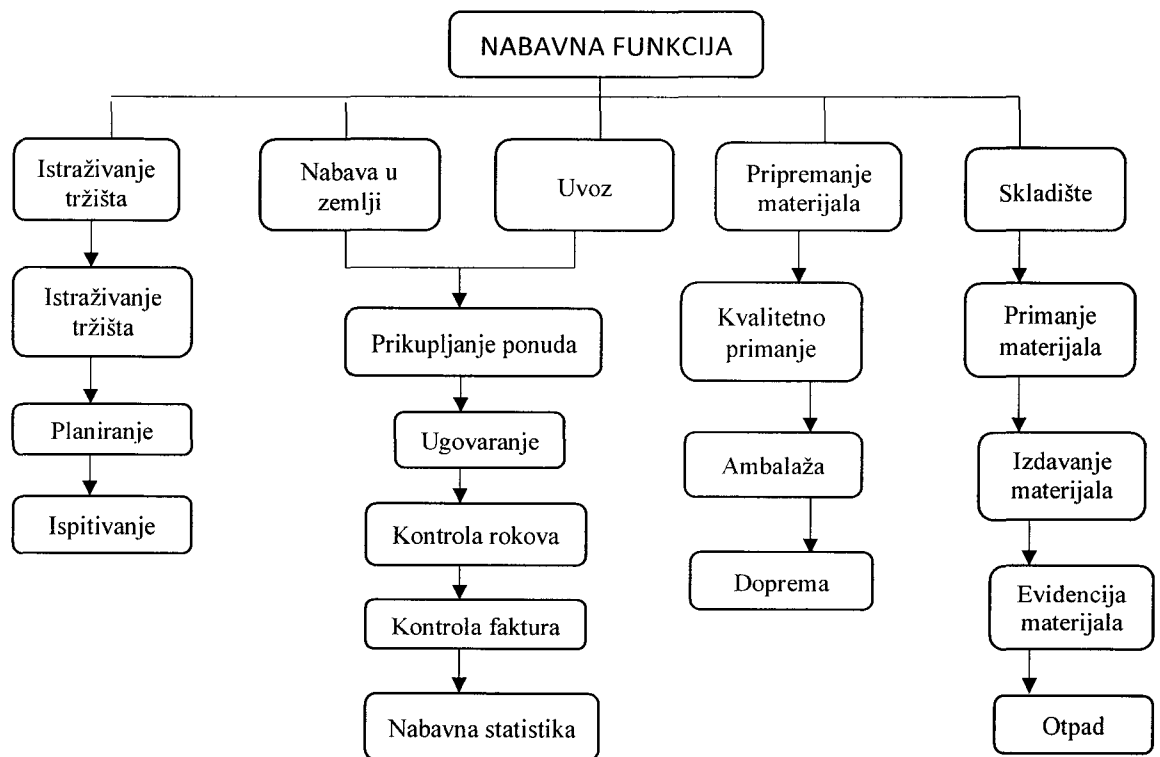 NABAVNA FUNKCIJA
Istraživanje
tržišta
Nabava u
zemlji
Uvoz
Pripremanje
materijala
Skladište
Istraživanje
tržišta
Planiranje
Ispitivanje
Prikupljanje ponuda
Ugovaranje
Kontrola rokova
Kontrola faktura
Nabavna statistika
Kvalitetno
primanje
Ambalaža
Doprema
Primanje
materijala
Izdavanje
materijala
Evidencija
materijala
Otpad